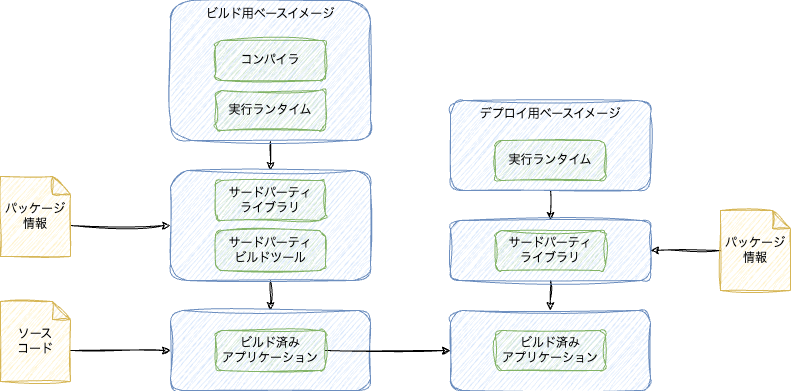 ビルド用ベースイメージ
コンパイラ
実行ランタイム
パッケージ
情報
サードパーティ
ライブラリ
サードパーティ
ビルドツール
ソース
コード
ビルド済み
アプリケーション
デプロイ用ベースイメージ
実行ランタイム
サードパーティ
ライブラリ
パッケージ
情報
ビルド済み
アプリケーション